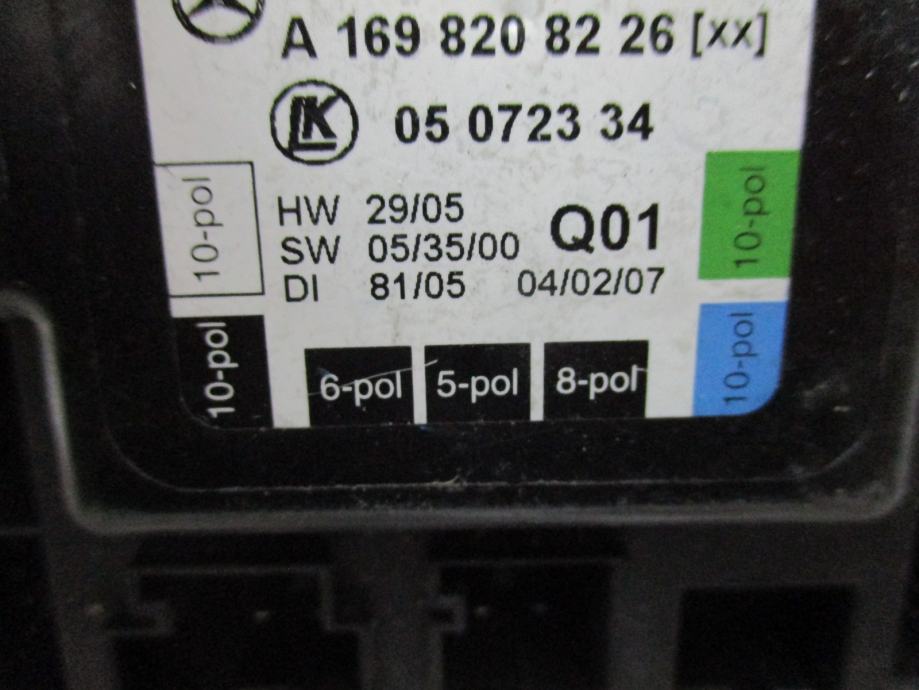 A 169 820 82 26 [xx]
LK 05 0723 34
10-pol
HW 29/05
SW 05/35/00
DI 81/05
Q01
04/02/07
10-pol
10-pol
6-pol
5-pol
8-pol
10-pol